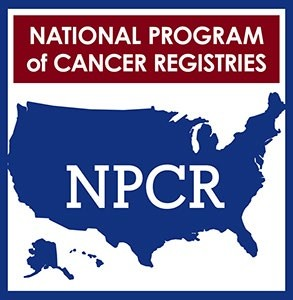 NATIONAL PROGRAM
of CANCER REGISTRIES
NPCR